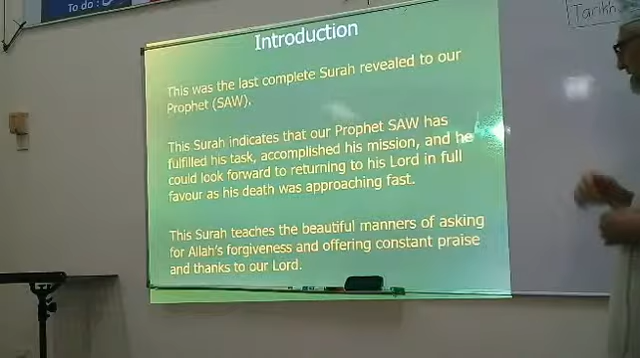 To do :
Tarikh
Introduction
This was the last complete Surah revealed to our
Prophet (SAW).
This Surah indicates that our Prophet SAW has
fulfilled his task, accomplished his mission, and he
could look forward to returning to his Lord in full
favour as his death was approaching fast.
This Surah teaches the beautiful manners of asking
for Allah's forgiveness and offering constant praise
and thanks to our Lord.